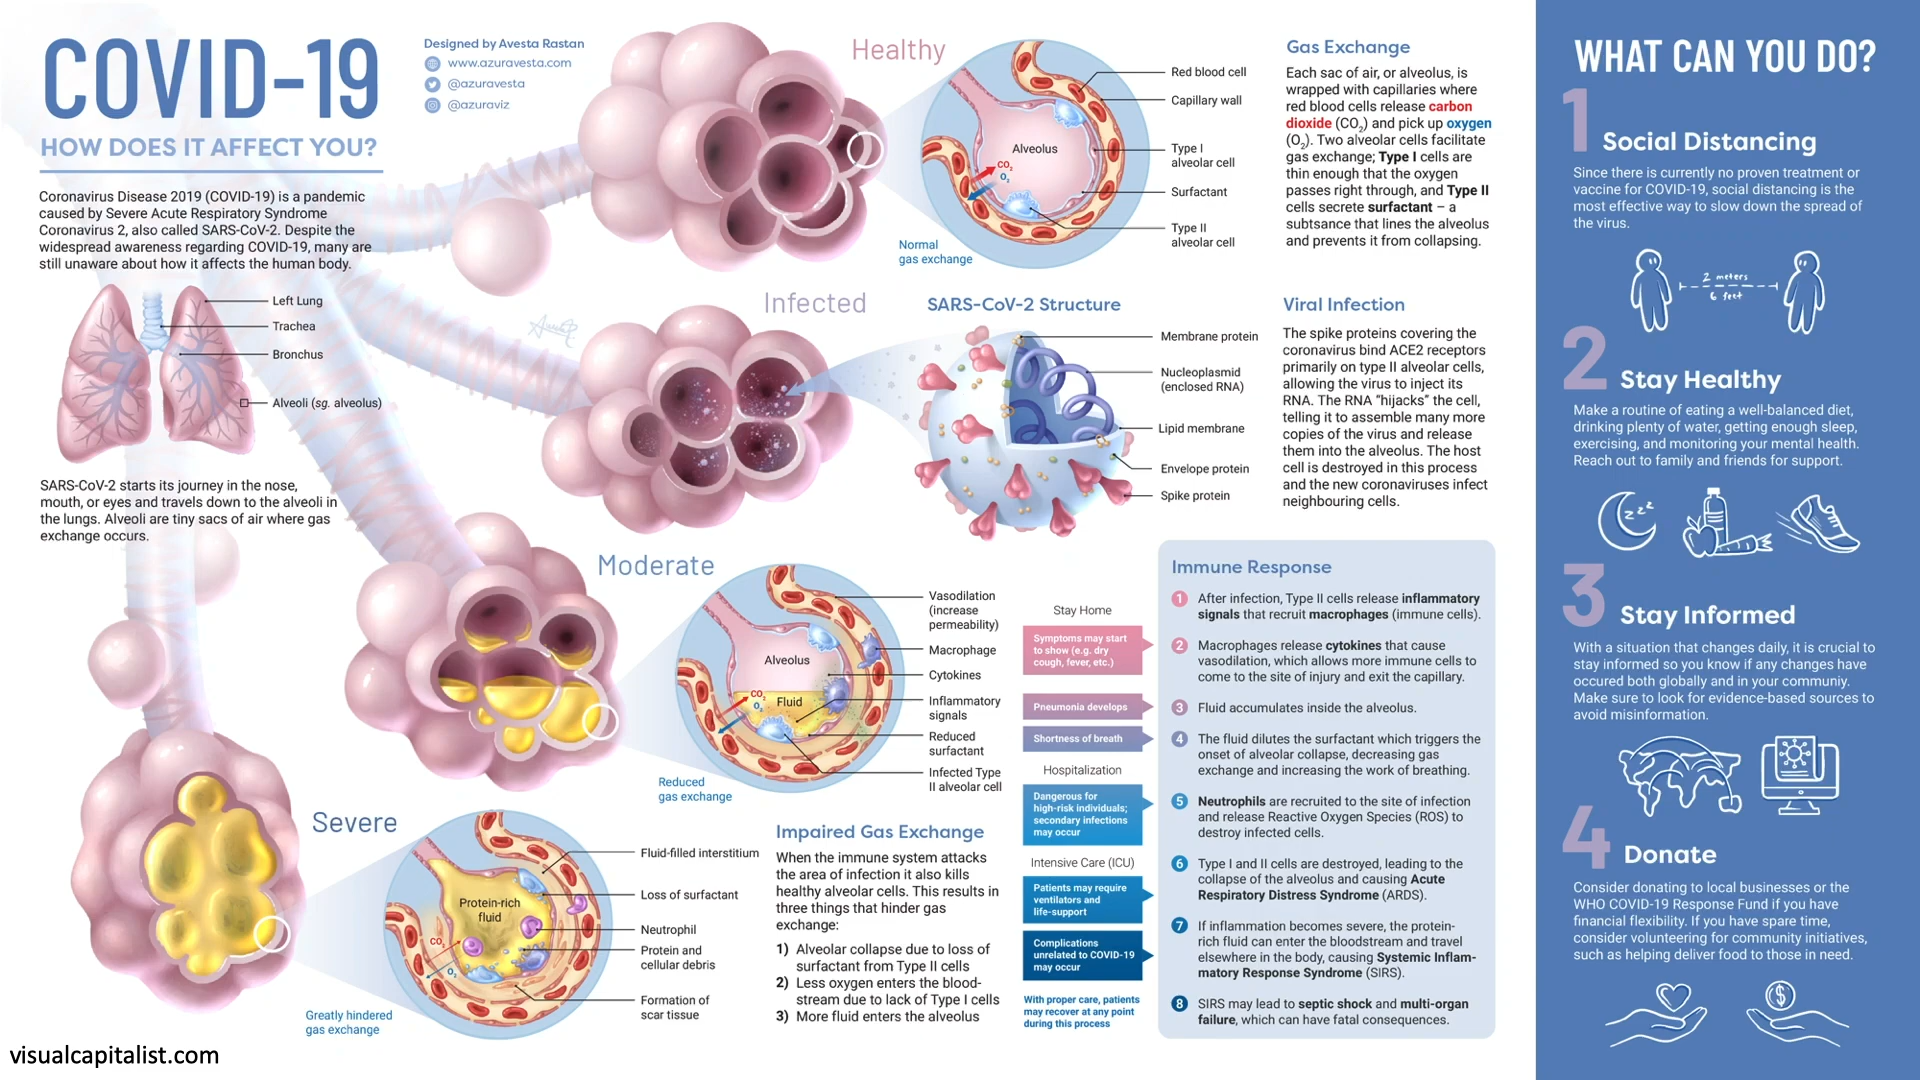 COVID-19
HOW DOES IT AFFECT YOU?
Designed by Avesta Rastan
www.azuravesta.com
@azuravesta
@azuraviz
Coronavirus Disease 2019 (COVID-19) is a pandemic
caused by Severe Acute Respiratory Syndrome
Coronavirus 2, also called SARS-CoV-2. Despite the
widespread awareness regarding COVID-19, many are
still unaware about how it affects the human body.
Left Lung
Trachea
Bronchus
Alveoli (sg. alveolus)
SARS-CoV-2 starts its journey in the nose,
mouth, or eyes and travels down to the alveoli in
the lungs. Alveoli are tiny sacs of air where gas
exchange occurs.
Healthy
Red blood cell
Capillary wall
Alveolus
Type I
alveolar cell
CO2
O2
Surfactant
Type II
alveolar cell
Normal
gas exchange
Gas Exchange
Each sac of air, or alveolus, is
wrapped with capillaries where
red blood cells release carbon
dioxide (CO2) and pick up oxygen
(O2). Two alveolar cells facilitate
gas exchange; Type I cells are
thin enough that the oxygen
passes right through, and Type II
cells secrete surfactant – a
subtsance that lines the alveolus
and prevents it from collapsing.
Infected
SARS-CoV-2 Structure
Membrane protein
Nucleoplasmid
(enclosed RNA)
Lipid membrane
Envelope protein
Spike protein
Viral Infection
The spike proteins covering the
coronavirus bind ACE2 receptors
primarily on type II alveolar cells,
allowing the virus to inject its
RNA. The RNA “hijacks” the cell,
telling it to assemble many more
copies of the virus and release
them into the alveolus. The host
cell is destroyed in this process
and the new coronaviruses infect
neighbouring cells.
Moderate
Vasodilation
(increase
permeability)
Macrophage
Alveolus
Cytokines
CO2
O2
Fluid
Inflammatory
signals
Reduced
surfactant
Infected Type
II alveolar cell
Reduced
gas exchange
Severe
Fluid-filled interstitium
Loss of surfactant
Protein-rich
fluid
Neutrophil
CO2
O2
Protein and
cellular debris
Formation of
scar tissue
Greatly hindered
gas exchange
Impaired Gas Exchange
When the immune system attacks
the area of infection it also kills
healthy alveolar cells. This results in
three things that hinder gas
exchange:
1) Alveolar collapse due to loss of
surfactant from Type II cells
2) Less oxygen enters the blood-
stream due to lack of Type I cells
3) More fluid enters the alveolus
Stay Home
Symptoms may start
to show (e.g. dry
cough, fever, etc.)
Pneumonia develops
Shortness of breath
Hospitalization
Dangerous for
high-risk individuals;
secondary infections
may occur
Intensive Care (ICU)
Patients may require
ventilators and
life-support
Complications
unrelated to COVID-19
may occur
With proper care, patients
may recover at any point
during this process
Immune Response
1 After infection, Type II cells release inflammatory
signals that recruit macrophages (immune cells).
2 Macrophages release cytokines that cause
vasodilation, which allows more immune cells to
come to the site of injury and exit the capillary.
3 Fluid accumulates inside the alveolus.
4 The fluid dilutes the surfactant which triggers the
onset of alveolar collapse, decreasing gas
exchange and increasing the work of breathing.
5 Neutrophils are recruited to the site of infection
and release Reactive Oxygen Species (ROS) to
destroy infected cells.
6 Type I and II cells are destroyed, leading to the
collapse of the alveolus and causing Acute
Respiratory Distress Syndrome (ARDS).
7 If inflammation becomes severe, the protein-
rich fluid can enter the bloodstream and travel
elsewhere in the body, causing Systemic Inflam-
matory Response Syndrome (SIRS).
8 SIRS may lead to septic shock and multi-organ
failure, which can have fatal consequences.
WHAT CAN YOU DO?
1 Social Distancing
Since there is currently no proven treatment or
vaccine for COVID-19, social distancing is the
most effective way to slow down the spread of
the virus.
2 meters
6 feet
2 Stay Healthy
Make a routine of eating a well-balanced diet,
drinking plenty of water, getting enough sleep,
exercising, and monitoring your mental health.
Reach out to family and friends for support.
z z z
3 Stay Informed
With a situation that changes daily, it is crucial to
stay informed so you know if any changes have
occured both globally and in your communiy.
Make sure to look for evidence-based sources to
avoid misinformation.
4 Donate
Consider donating to local businesses or the
WHO COVID-19 Response Fund if you have
financial flexibility. If you have spare time,
consider volunteering for community initiatives,
such as helping deliver food to those in need.
$
visualcapitalist.com